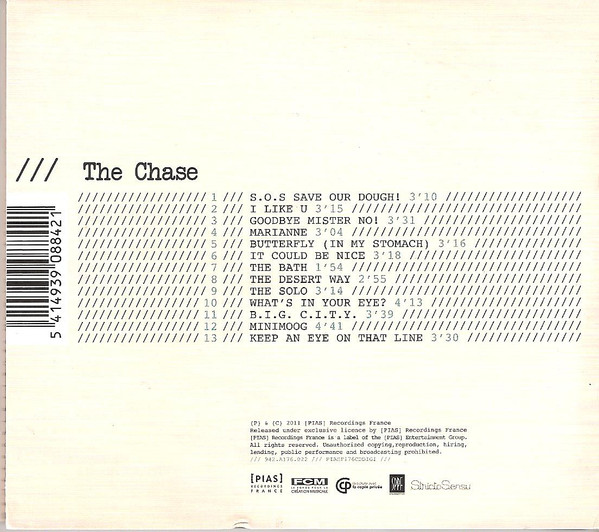 /// The Chase
////////////////////// 1 /// S.O.S SAVE OUR DOUGH! 3'10 //////////////////////
////////////////////// 2 /// I LIKE U 3'15 //////////////////////
////////////////////// 3 /// GOODBYE MISTER NO! 3'31 //////////////////////
////////////////////// 4 /// MARIANNE 3'04 //////////////////////
////////////////////// 5 /// BUTTERFLY (IN MY STOMACH) 3'16 //////////////////////
////////////////////// 6 /// IT COULD BE NICE 3'18 //////////////////////
////////////////////// 7 /// THE BATH 1'54 //////////////////////
////////////////////// 8 /// THE DESERT WAY 2'55 //////////////////////
////////////////////// 9 /// THE SOLO 3'14 //////////////////////
////////////////////// 10 /// WHAT'S IN YOUR EYE? 4'13 //////////////////////
////////////////////// 11 /// B.I.G. C.I.T.Y. 3'39 //////////////////////
////////////////////// 12 /// MINIMOOG 4'41 //////////////////////
////////////////////// 13 /// KEEP AN EYE ON THAT LINE 3'30 //////////////////////
5 414939 088421
(P) & (C) 2011 [PIAS] Recordings France
Released under exclusive licence by [PIAS] Recordings France
[PIAS] Recordings France is a label of the [PIAS] Entertainment Group.
All rights reserved. Unauthorized copying, reproduction, hiring,
lending, public performance and broadcasting prohibited.
[PIAS]
RECORDINGS
FRANCE
FCM
CRÉATION MUSICALE
la copie privée